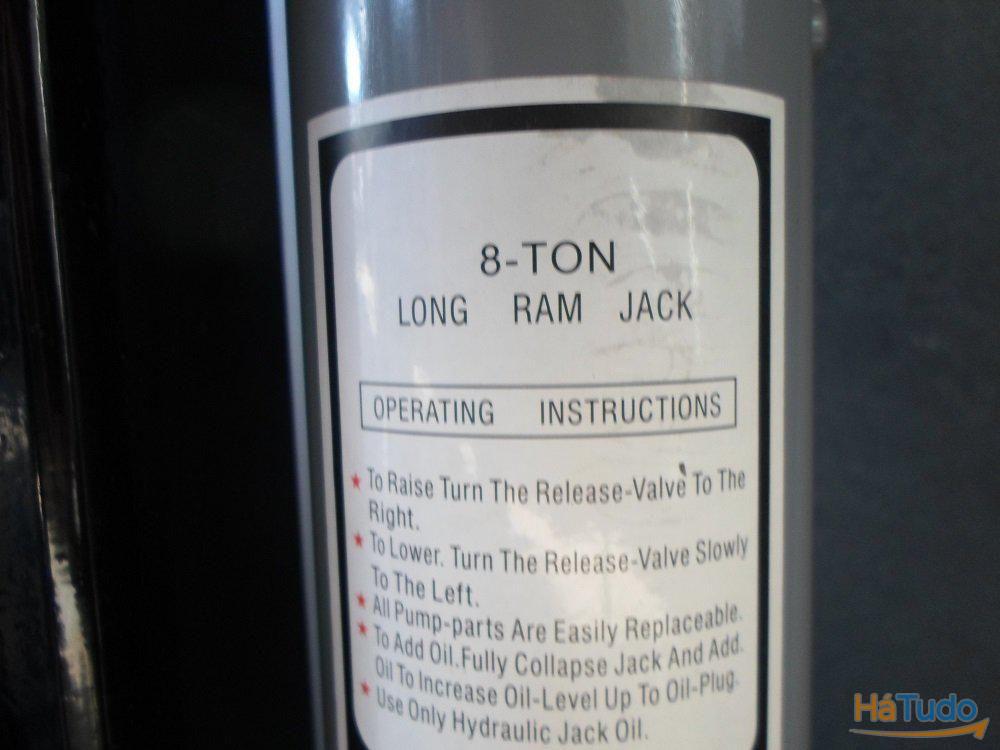 8-TON
LONG RAM JACK
OPERATING INSTRUCTIONS
★ To Raise Turn The Release-Valve To The
Right.
★ To Lower. Turn The Release-Valve Slowly
To The Left.
★ All Pump-parts Are Easily Replaceable.
★ To Add Oil.Fully Collapse Jack And Add.
Oil To Increase Oil-Level Up To Oil-Plug.
★ Use Only Hydraulic Jack Oil.
HáTudo